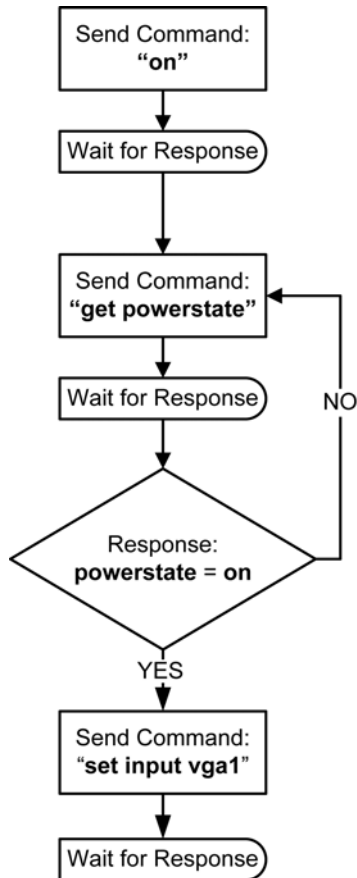 Send Command:
“on”
Wait for Response
Send Command:
“get powerstate”
Wait for Response
NO
Response:
powerstate = on
YES
Send Command:
“set input vga1”
Wait for Response